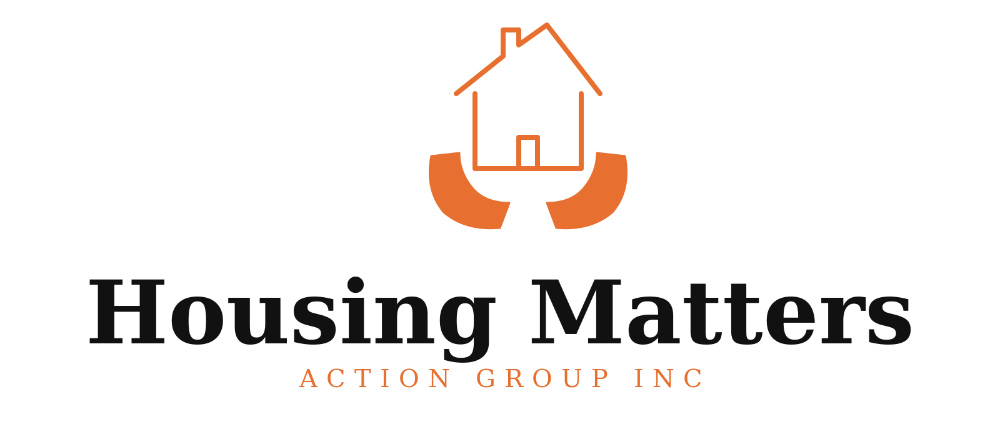 Housing Matters
ACTION GROUP INC